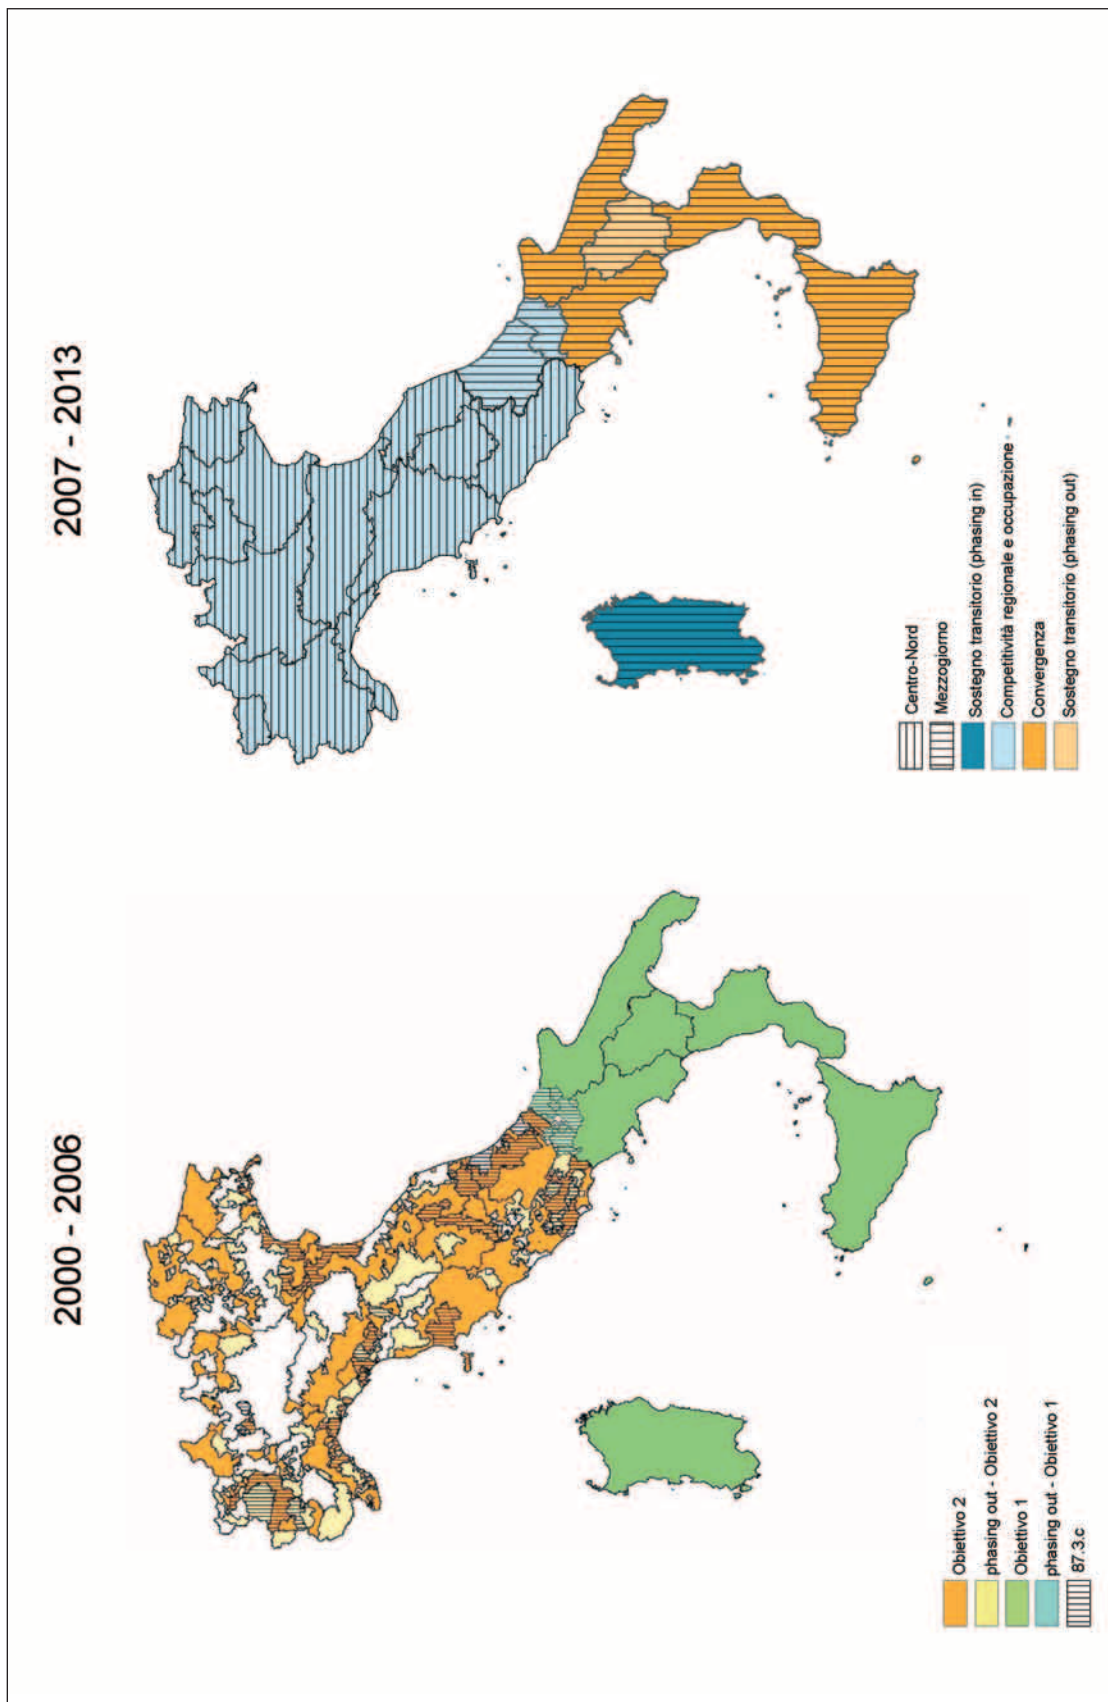 2000 - 2006
Obiettivo 2
phasing out - Obiettivo 2
Obiettivo 1
phasing out - Obiettivo 1
87.3.c
2007 - 2013
Centro-Nord
Mezzogiorno
Sostegno transitorio (phasing in)
Competitività regionale e occupazione
Convergenza
Sostegno transitorio (phasing out)